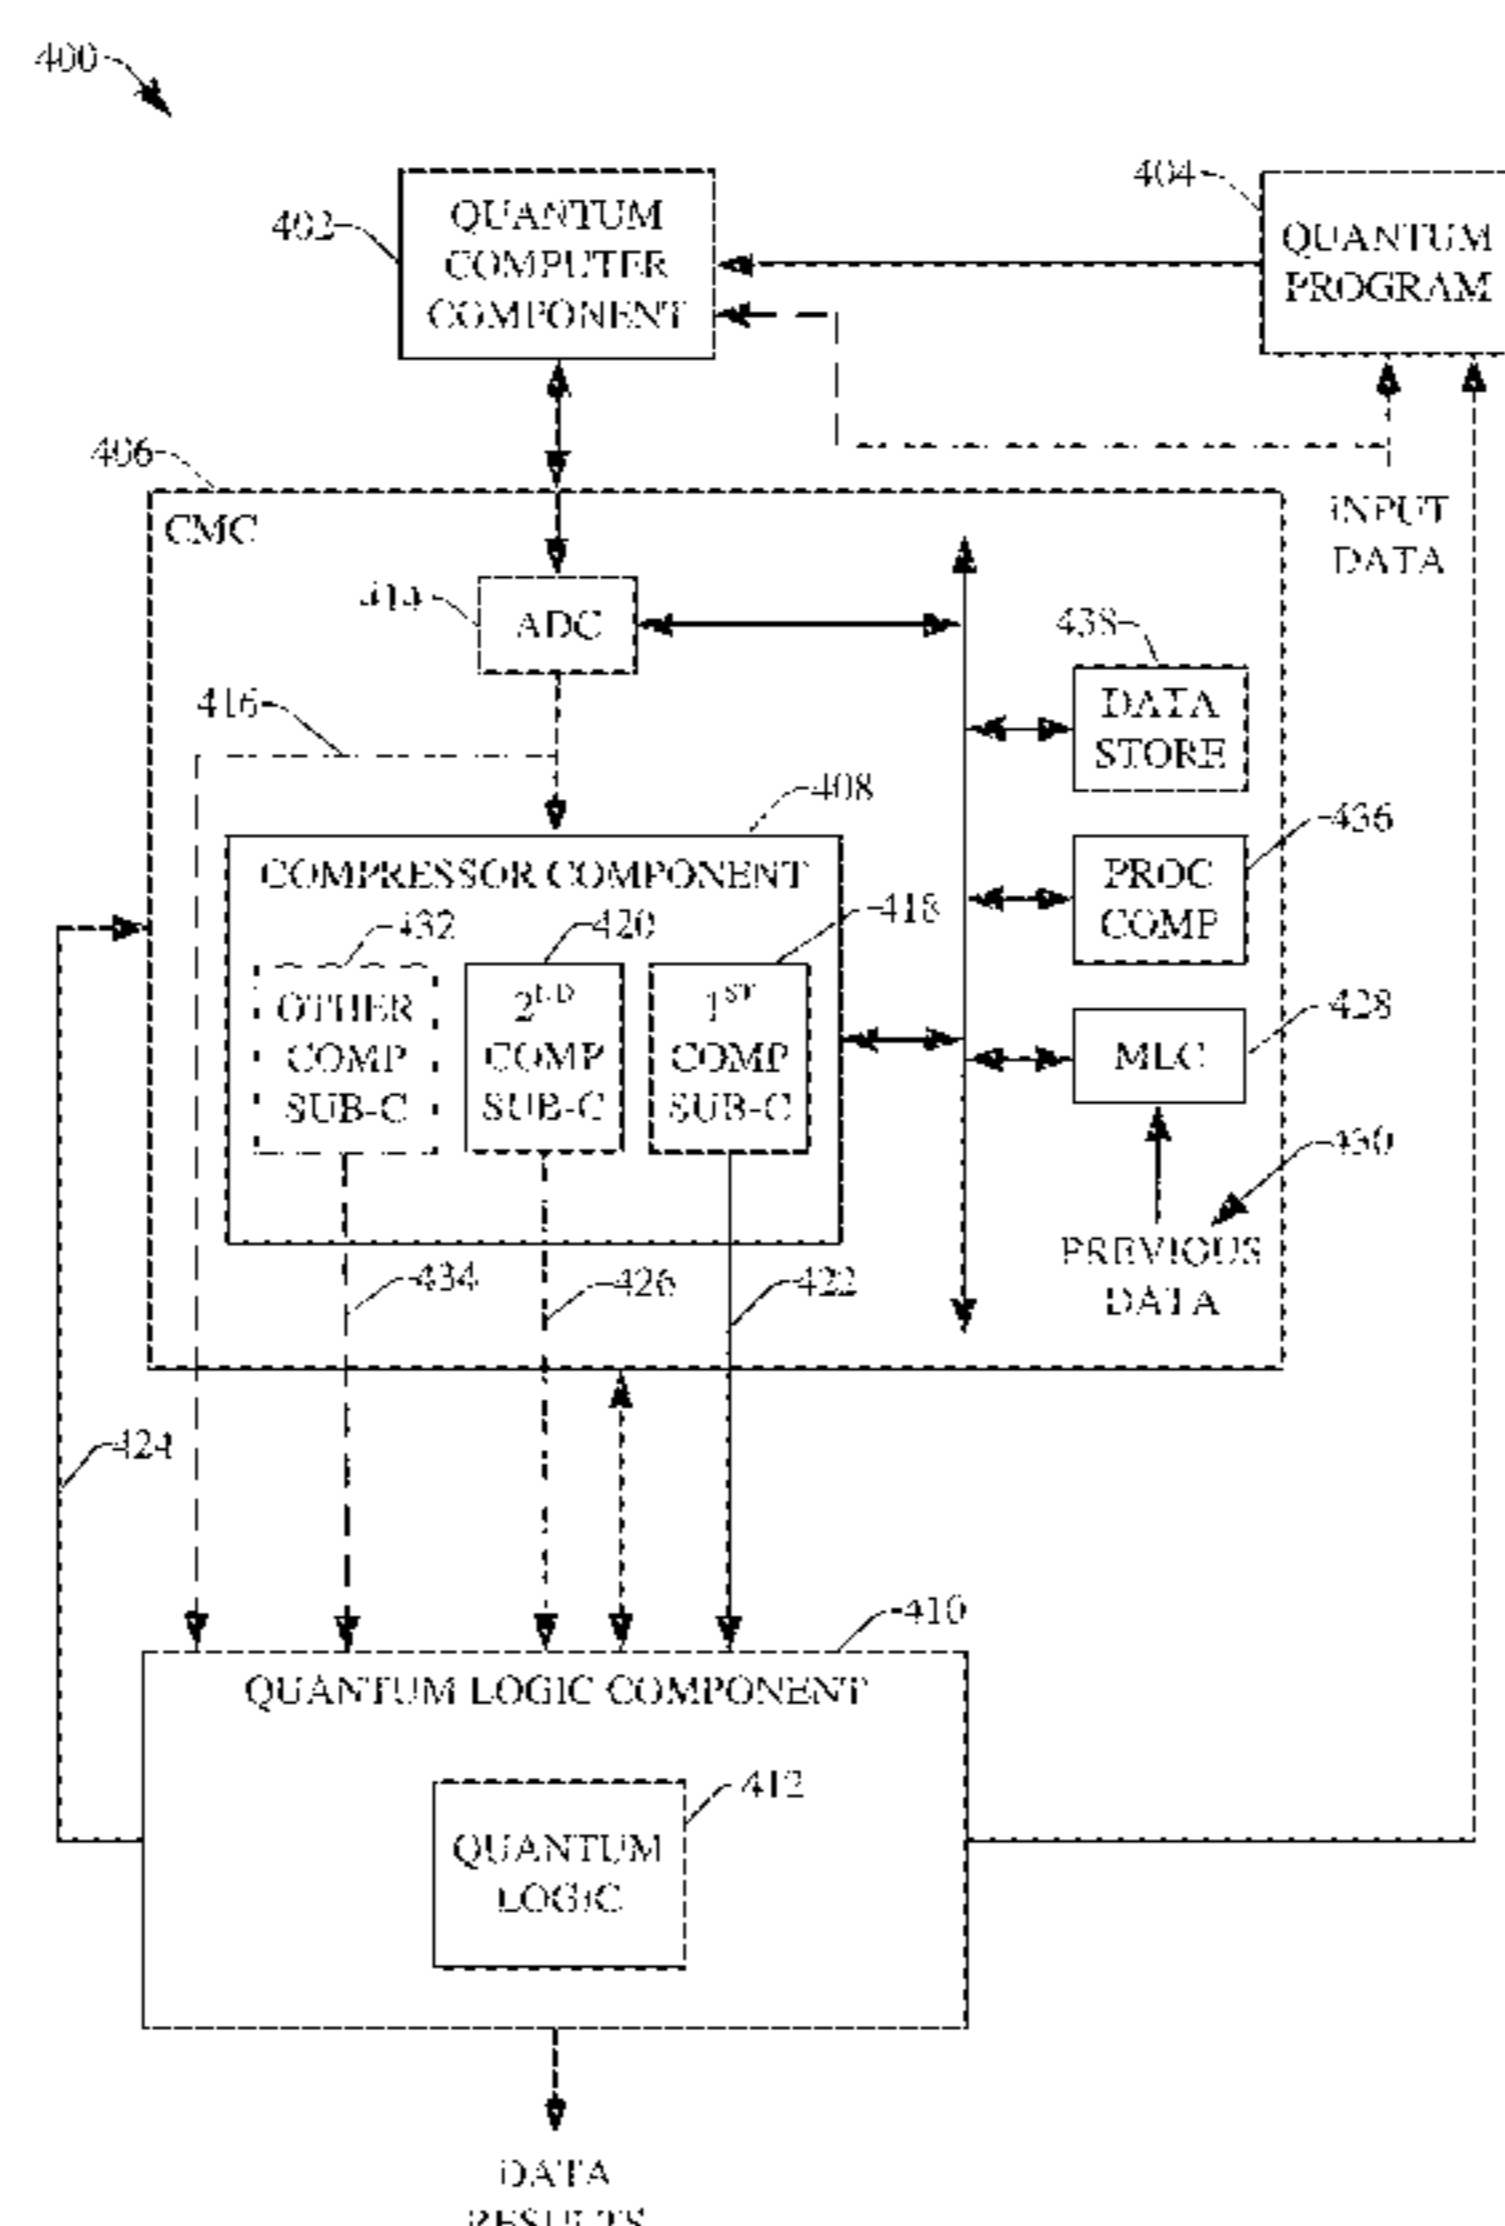 400
404
QUANTUM
COMPUTER
COMPONENT
402
QUANTUM
PROGRAM
406
CMC
INPUT
DATA
414
ADC
438
DATA
STORE
416
408
436
COMPRESSOR COMPONENT
PROC
COMP
432
420
418
OTHER
COMP
SUB-C
2ND
COMP
SUB-C
1ST
COMP
SUB-C
428
MLC
430
PREVIOUS
DATA
434
426
422
424
410
QUANTUM LOGIC COMPONENT
412
QUANTUM
LOGIC
DATA
RESULTS